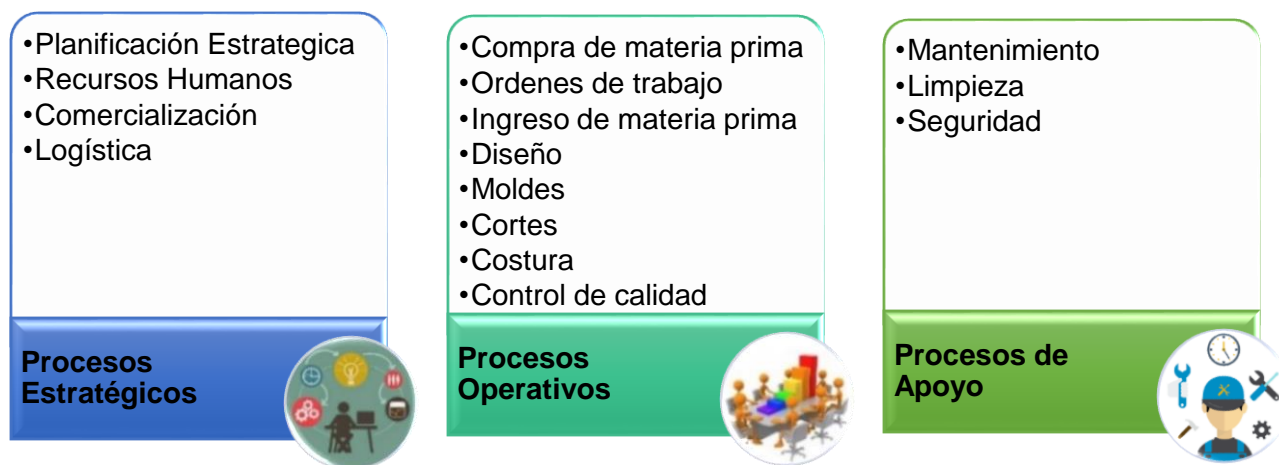 •Planificación Estrategica
•Recursos Humanos
•Comercialización
•Logística
Procesos
Estratégicos
•Compra de materia prima
•Ordenes de trabajo
•Ingreso de materia prima
•Diseño
•Moldes
•Cortes
•Costura
•Control de calidad
Procesos
Operativos
•Mantenimiento
•Limpieza
•Seguridad
Procesos de
Apoyo